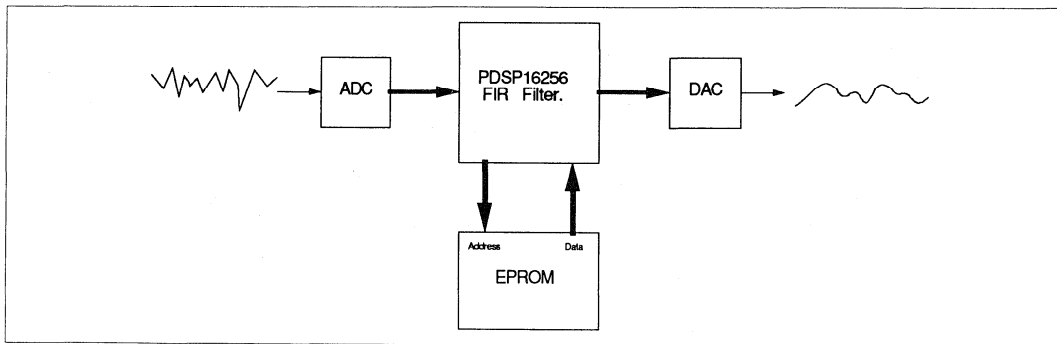 ADC
PDSP16256
FIR Filter.
DAC
Address
Data
EPROM